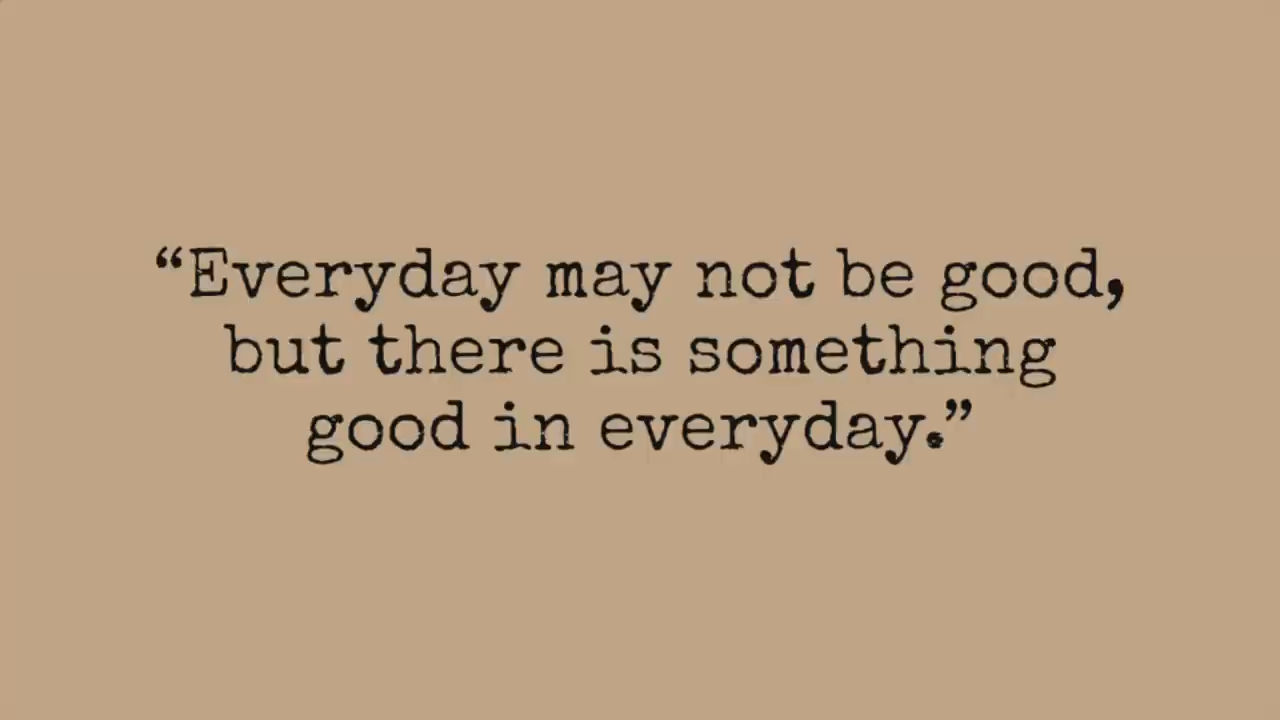 “Everyday may not be good,
but there is something
good in everyday.”